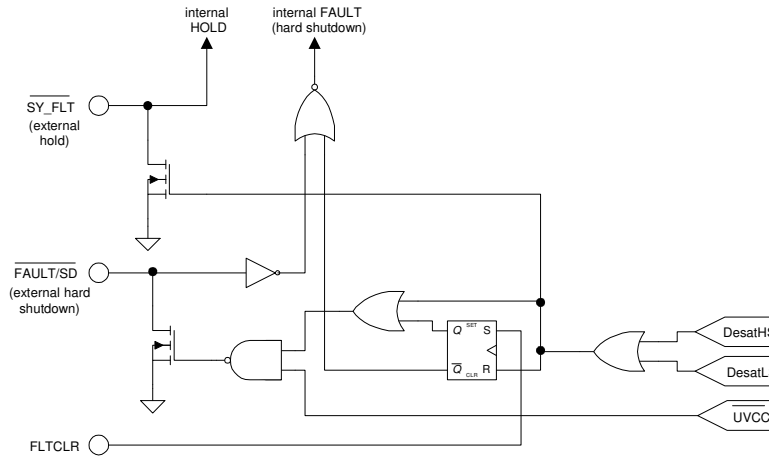 internal
HOLD
internal FAULT
(hard shutdown)
SY_FLT
(external
hold)
FAULT/SD
(external hard
shutdown)
Q SET S
Q CLR R
DesatHS
DesatL
UVCC
FLTCLR